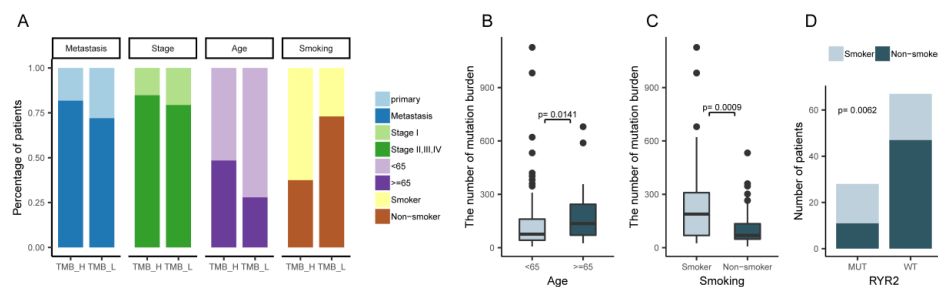 A
Metastasis
Stage
Age
Smoking
Percentage of patients
1.00
0.75
0.50
0.25
0.00
TMB_H TMB_L TMB_H TMB_L TMB_H TMB_L TMB_H TMB_L
primary
Metastasis
Stage I
Stage II,III,IV
<65
>=65
Smoker
Non-smoker
B
The number of mutation burden
900
600
300
0
p= 0.0141
<65 >=65
Age
C
The number of mutation burden
900
600
300
0
p= 0.0009
Smoker Non-smoker
Smoking
D
Smoker Non-smoker
Number of patients
60
40
20
0
p= 0.0062
MUT WT
RYR2